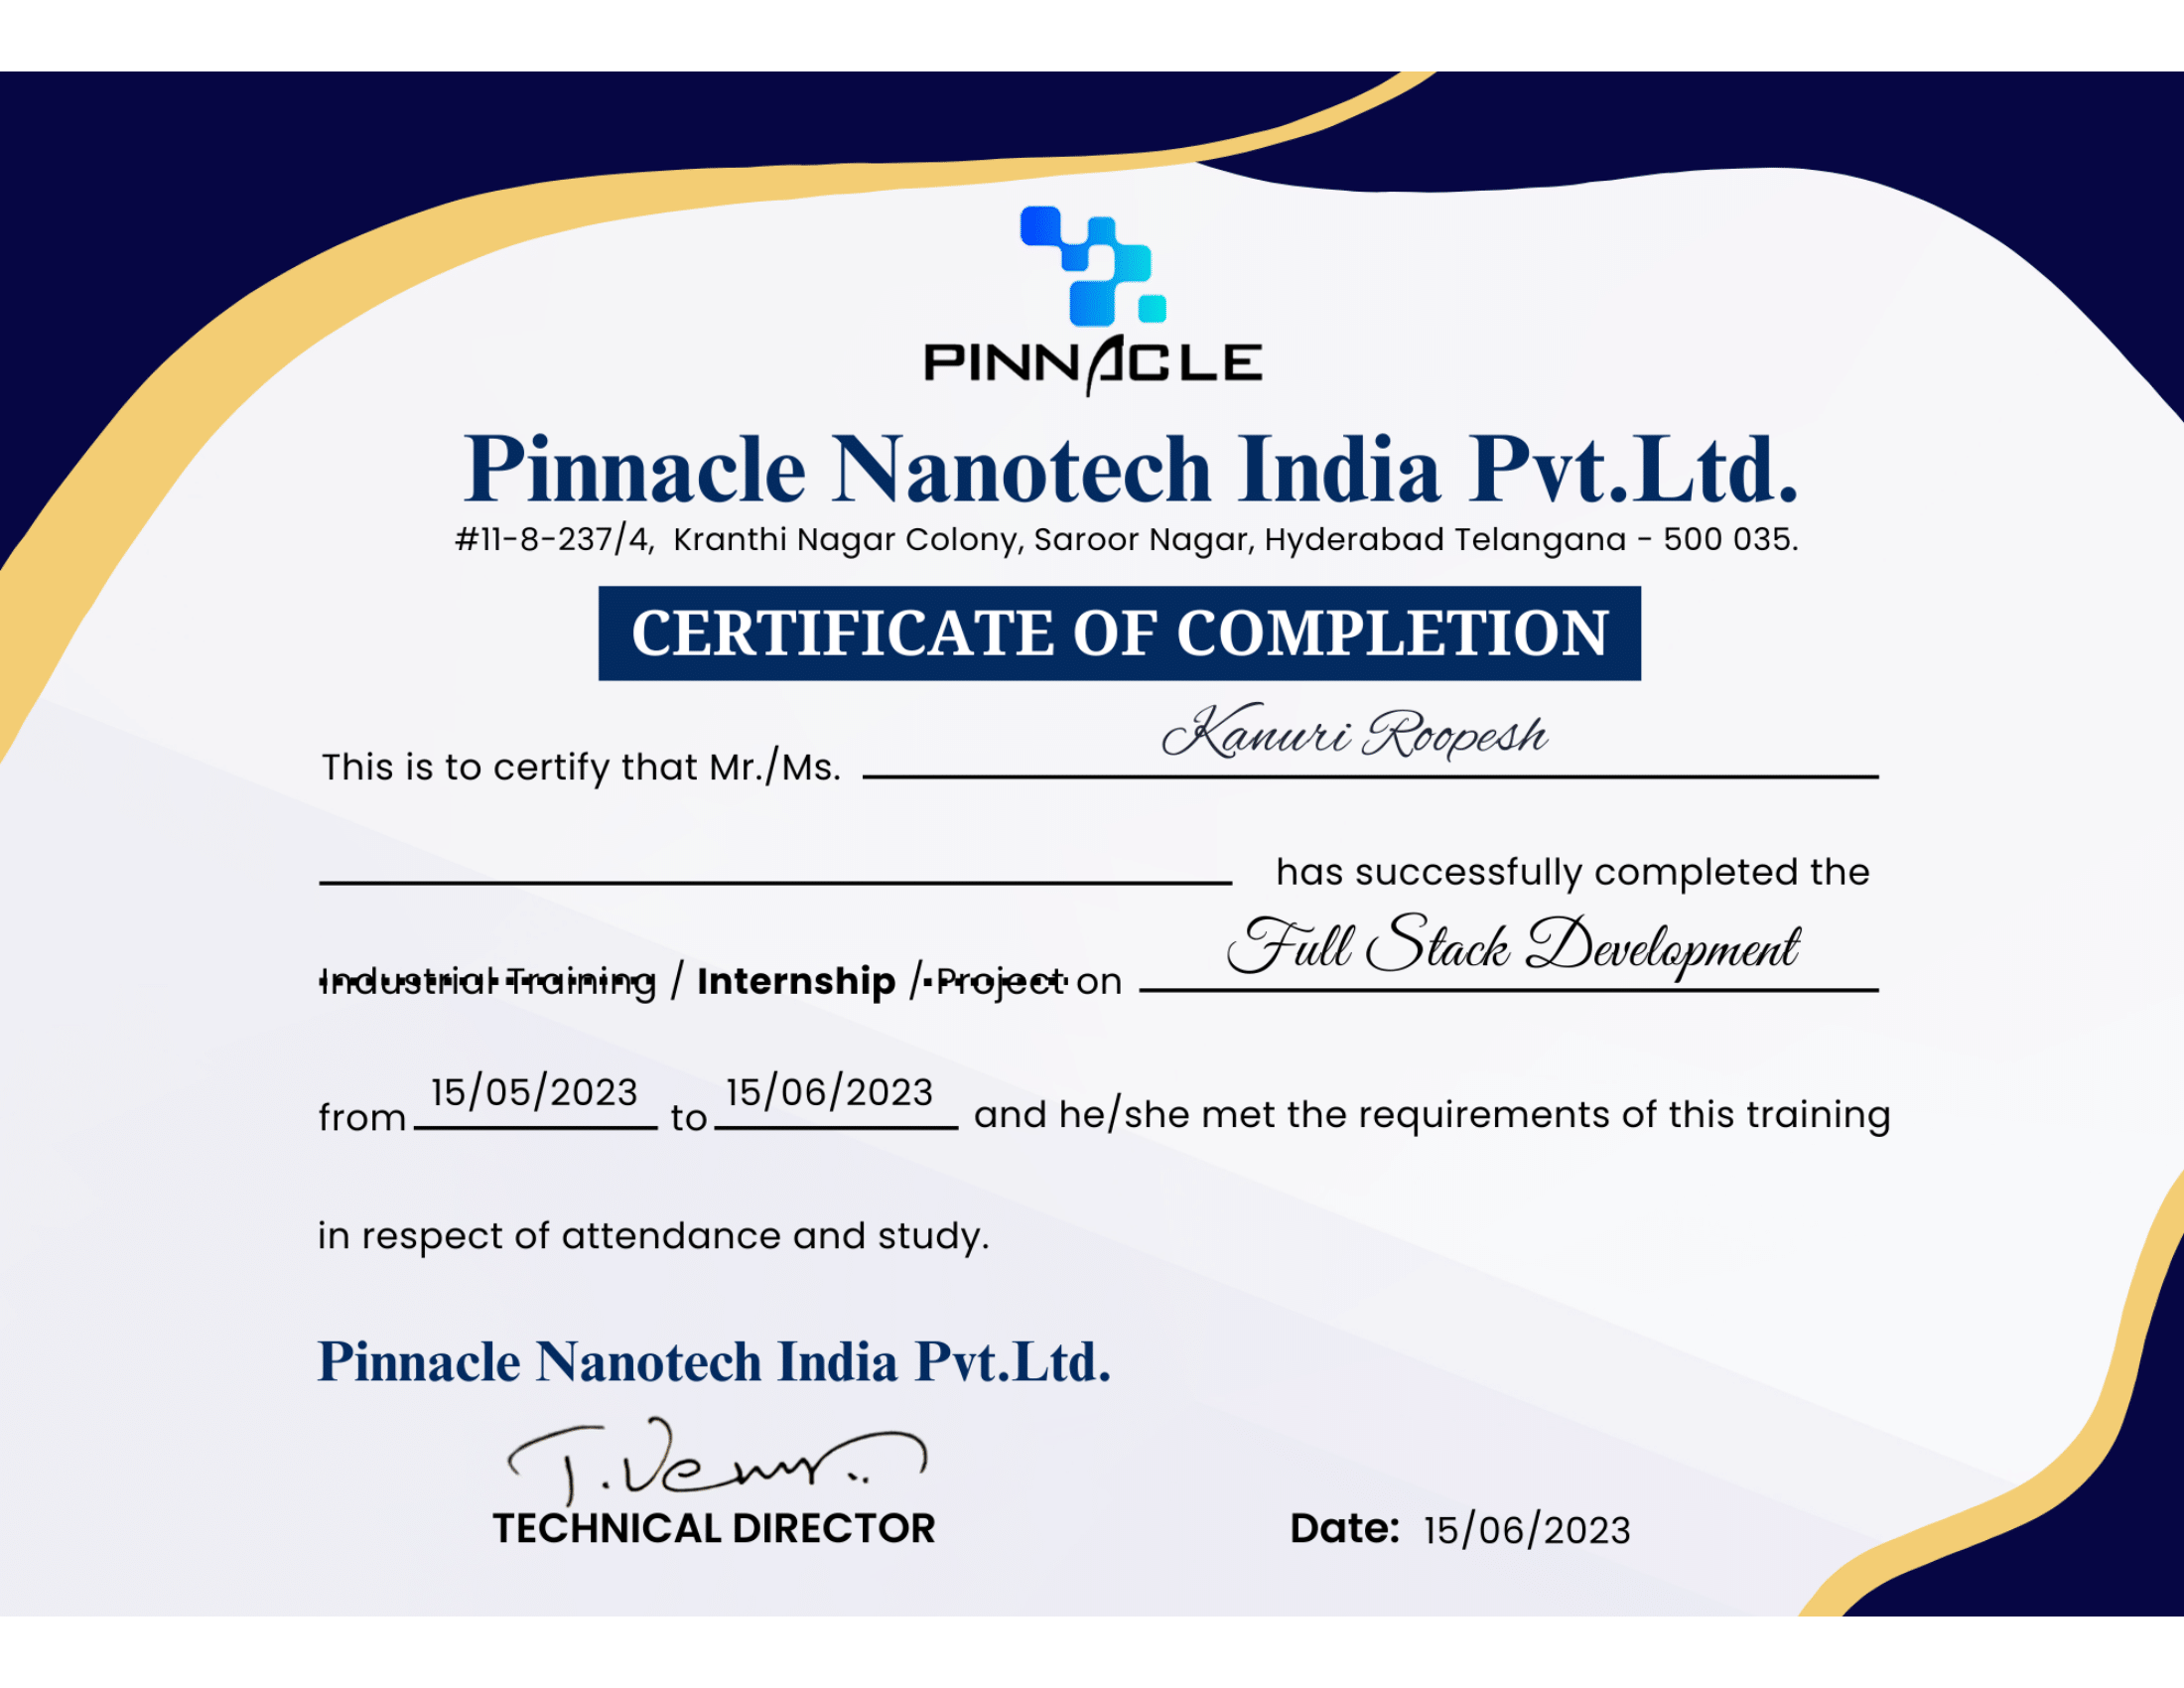 PINNACLE
Pinnacle Nanotech India Pvt.Ltd.
#11-8-237/4, Kranthi Nagar Colony, Saroor Nagar, Hyderabad Telangana - 500 035.
CERTIFICATE OF COMPLETION
This is to certify that Mr./Ms. Kanuri Roopesh
has successfully completed the
Industrial Training / Internship / Project on Full Stack Development
from 15/05/2023 to 15/06/2023 and he/she met the requirements of this training
in respect of attendance and study.
Pinnacle Nanotech India Pvt.Ltd.
TECHNICAL DIRECTOR
Date: 15/06/2023